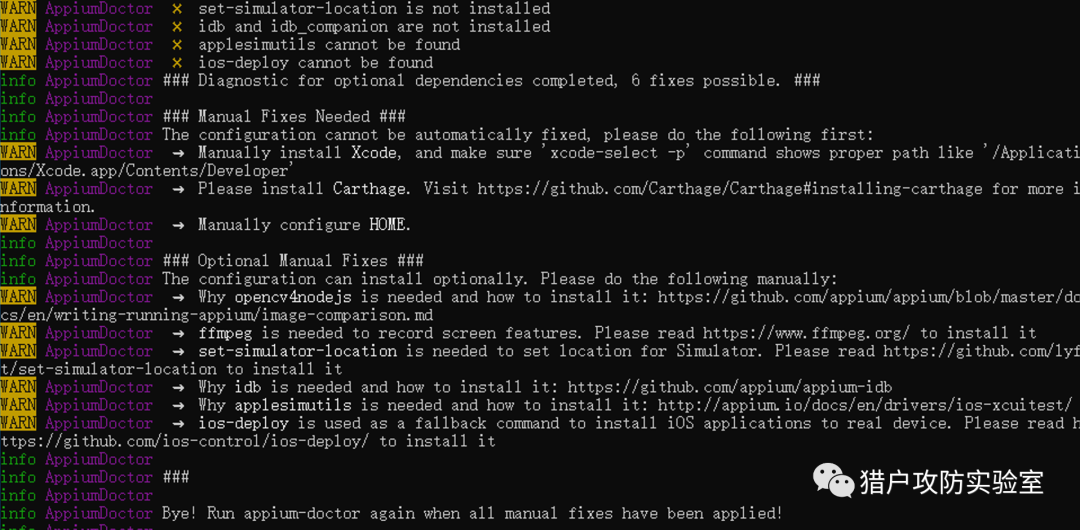 WARN AppiumDoctor  ✖ set-simulator-location is not installed
WARN AppiumDoctor  ✖ idb and idb_companion are not installed
WARN AppiumDoctor  ✖ applesimutils cannot be found
WARN AppiumDoctor  ✖ ios-deploy cannot be found
info AppiumDoctor ### Diagnostic for optional dependencies completed, 6 fixes possible. ###
info AppiumDoctor
info AppiumDoctor ### Manual Fixes Needed ###
info AppiumDoctor The configuration cannot be automatically fixed, please do the following first:
WARN AppiumDoctor  ➜ Manually install Xcode, and make sure 'xcode-select -p' command shows proper path like '/Applicati
ons/Xcode.app/Contents/Developer'
WARN AppiumDoctor  ➜ Please install Carthage. Visit https://github.com/Carthage/Carthage#installing-carthage for more i
nformation.
WARN AppiumDoctor  ➜ Manually configure HOME.
info AppiumDoctor
info AppiumDoctor ### Optional Manual Fixes ###
info AppiumDoctor The configuration can install optionally. Please do the following manually:
WARN AppiumDoctor  ➜ Why opencv4nodejs is needed and how to install it: https://github.com/appium/appium/blob/master/do
cs/en/writing-running-appium/image-comparison.md
WARN AppiumDoctor  ➜ ffmpeg is needed to record screen features. Please read https://www.ffmpeg.org/ to install it
WARN AppiumDoctor  ➜ set-simulator-location is needed to set location for Simulator. Please read https://github.com/lyf
t/set-simulator-location to install it
WARN AppiumDoctor  ➜ Why idb is needed and how to install it: https://github.com/appium/appium-idb
WARN AppiumDoctor  ➜ Why applesimutils is needed and how to install it: http://appium.io/docs/en/drivers/ios-xcuitest/
WARN AppiumDoctor  ➜ ios-deploy is used as a fallback command to install iOS applications to real device. Please read h
ttps://github.com/ios-control/ios-deploy/ to install it
info AppiumDoctor
info AppiumDoctor ###
info AppiumDoctor
info AppiumDoctor Bye! Run appium-doctor again when all manual fixes have been applied!
info AppiumDoctor
猎户攻防实验室